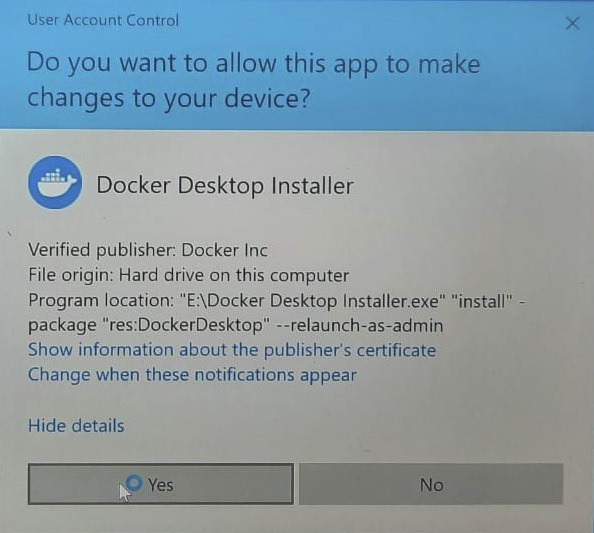 User Account Control
Do you want to allow this app to make
changes to your device?
Docker Desktop Installer
Verified publisher: Docker Inc
File origin: Hard drive on this computer
Program location: "E:\Docker Desktop Installer.exe" "install" -
package "res:DockerDesktop" --relaunch-as-admin
Show information about the publisher's certificate
Change when these notifications appear
Hide details
Yes
No